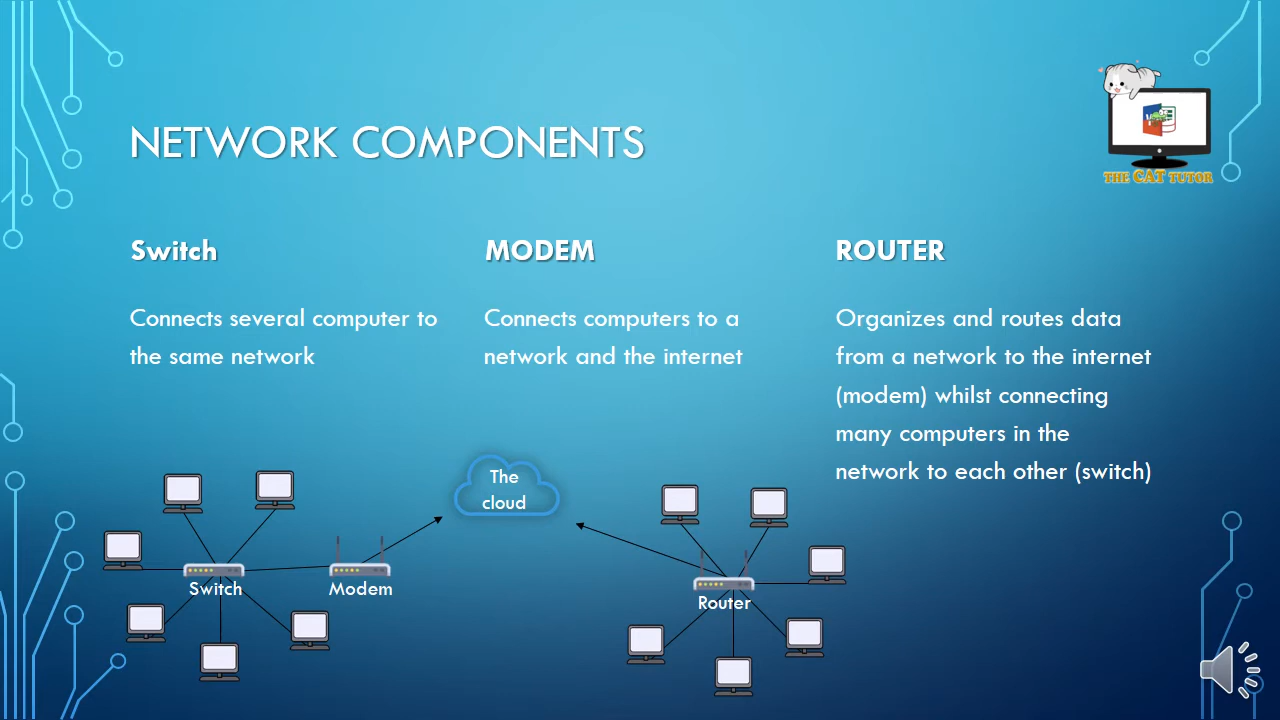 NETWORK COMPONENTS
THE CAT TUTOR
Switch
Connects several computer to
the same network
MODEM
Connects computers to a
network and the internet
ROUTER
Organizes and routes data
from a network to the internet
(modem) whilst connecting
many computers in the
network to each other (switch)
The
cloud
Switch
Modem
Router